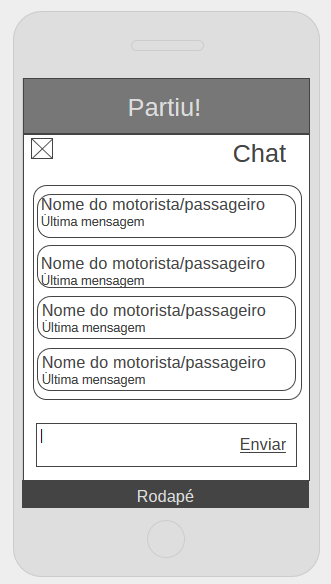 Partiu!
Chat
Nome do motorista/passageiro
Última mensagem
Nome do motorista/passageiro
Última mensagem
Nome do motorista/passageiro
Última mensagem
Nome do motorista/passageiro
Última mensagem
Enviar
Rodapé